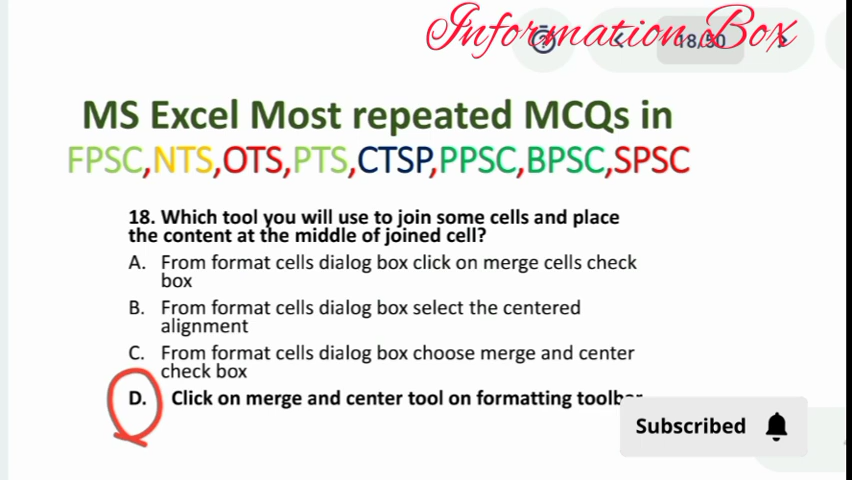 Information Box
18/50
MS Excel Most repeated MCQs in
FPSC,NTS,OTS,PTS,CTSP,PPSC,BPSC,SPSC
18. Which tool you will use to join some cells and place
the content at the middle of joined cell?
A. From format cells dialog box click on merge cells check
box
B. From format cells dialog box select the centered
alignment
C. From format cells dialog box choose merge and center
check box
D. Click on merge and center tool on formatting toolbar
Subscribed